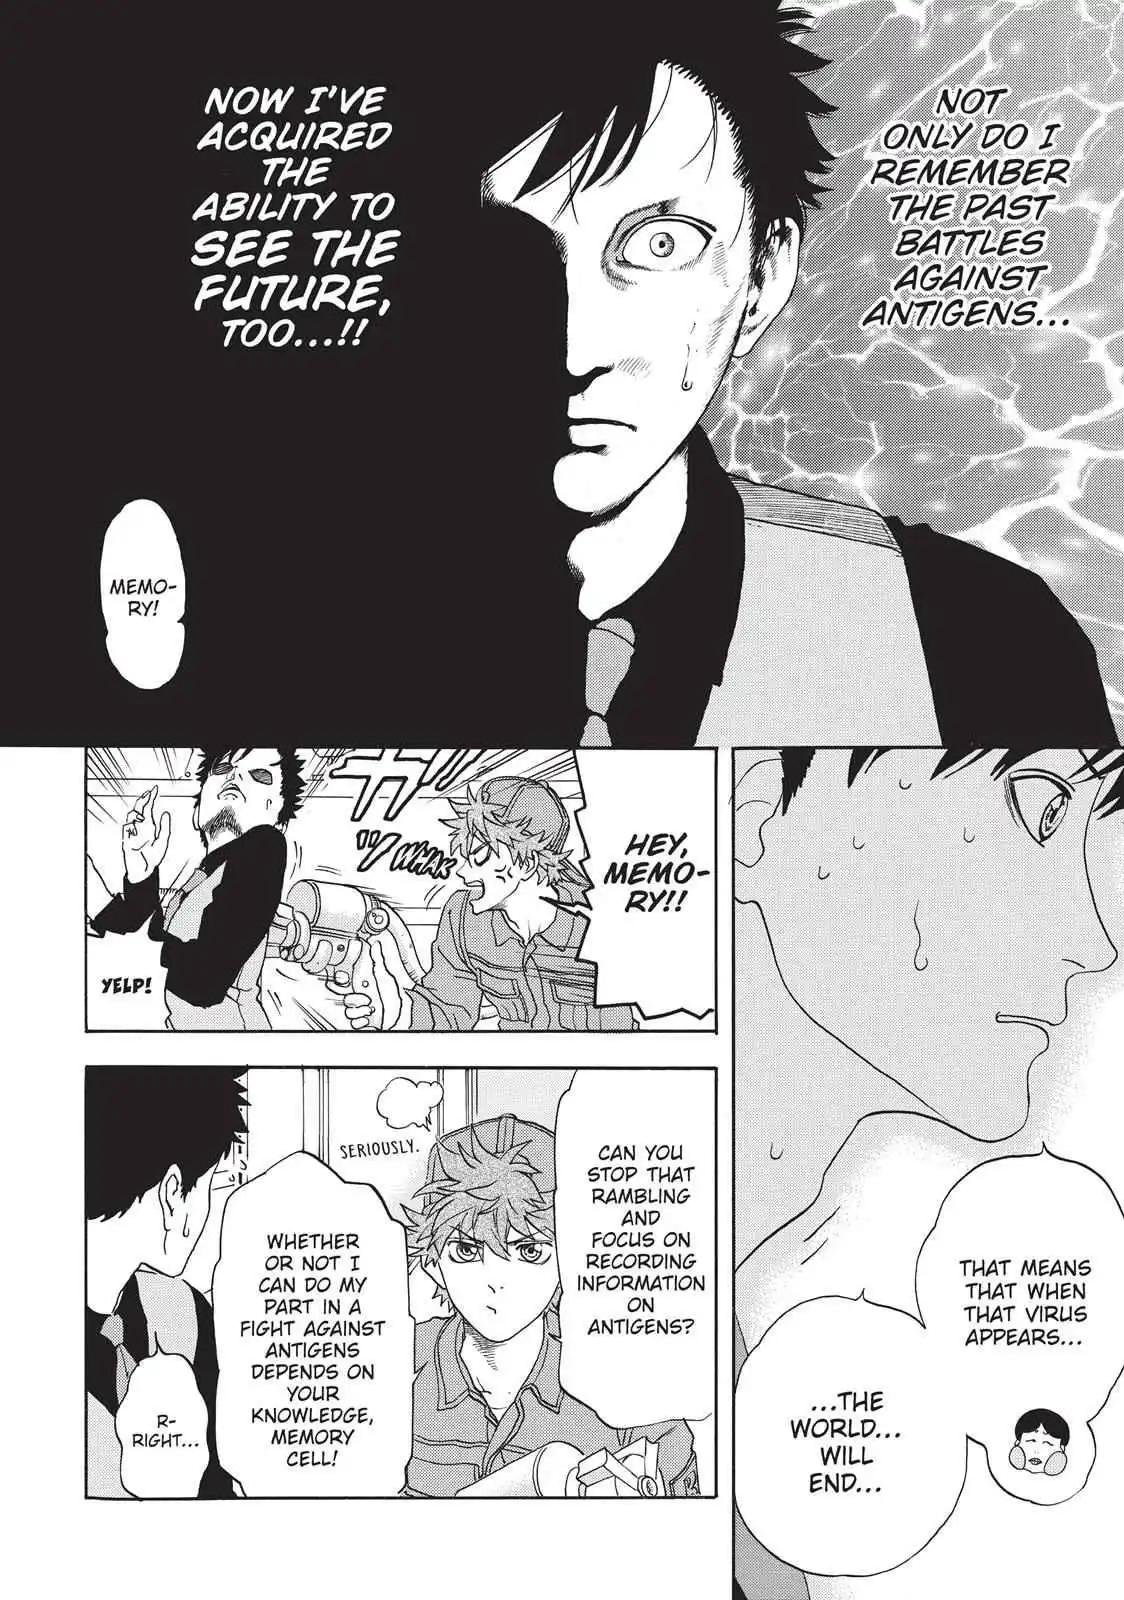 NOT
ONLY DO I
REMEMBER
THE PAST
BATTLES
AGAINST
ANTIGENS...
NOW I'VE
ACQUIRED
THE
ABILITY TO
SEE THE
FUTURE,
TOO...!!
MEMO-
RY!
THAT MEANS
THAT WHEN
THAT VIRUS
APPEARS...
...THE
WORLD...
WILL
END...
HEY,
MEMO-
RY!!
ガッ
WHAK
YELP!
CAN YOU
STOP THAT
RAMBLING
AND
FOCUS ON
RECORDING
INFORMATION
ON
ANTIGENS?
SERIOUSLY.
WHETHER
OR NOT I
CAN DO MY
PART IN A
FIGHT AGAINST
ANTIGENS
DEPENDS ON
YOUR
KNOWLEDGE,
MEMORY
CELL!
R-
RIGHT...